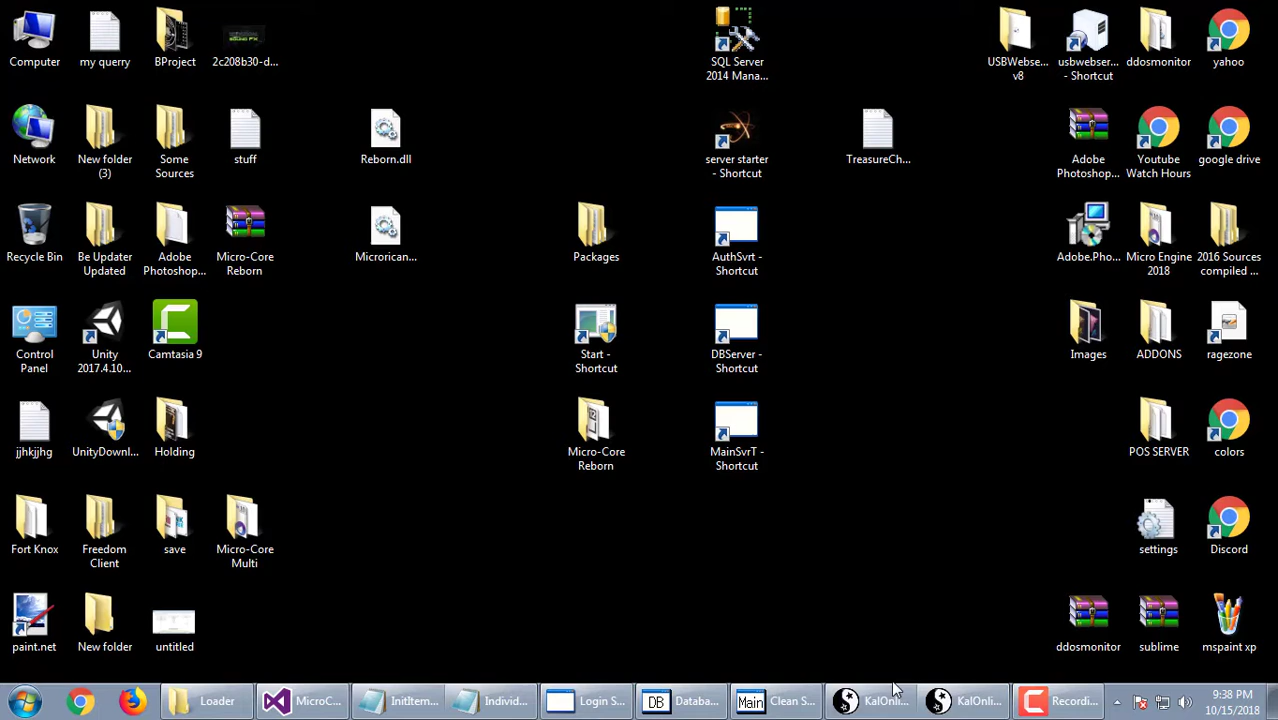 Computer
my querry
BProject
2c208b30-d...
SQL Server
2014 Mana...
USBWebse...
v8
usbwebser...
- Shortcut
ddosmonitor
yahoo
Network
New folder
(3)
Some
Sources
stuff
Reborn.dll
server starter
- Shortcut
TreasureCh...
Adobe
Photoshop...
Youtube
Watch Hours
google drive
Recycle Bin
Be Updater
Updated
Adobe
Photoshop...
Micro-Core
Reborn
Microrican...
Packages
AuthSvrt -
Shortcut
Adobe.Pho...
Micro Engine
2018
2016 Sources
compiled ...
Control
Panel
Unity
2017.4.10...
Camtasia 9
Start -
Shortcut
DBServer -
Shortcut
Images
ADDONS
ragezone
jjhkjjhg
UnityDownl...
Holding
Micro-Core
Reborn
MainSvrT -
Shortcut
POS SERVER
colors
Fort Knox
Freedom
Client
save
Micro-Core
Multi
settings
Discord
paint.net
New folder
untitled
ddosmonitor
sublime
mspaint xp
Loader
MicroC...
InitItem...
Individ...
Login S...
DB
Databa...
Main
Clean S...
KalOnli...
KalOnli...
Recordi...
9:38 PM
10/15/2018